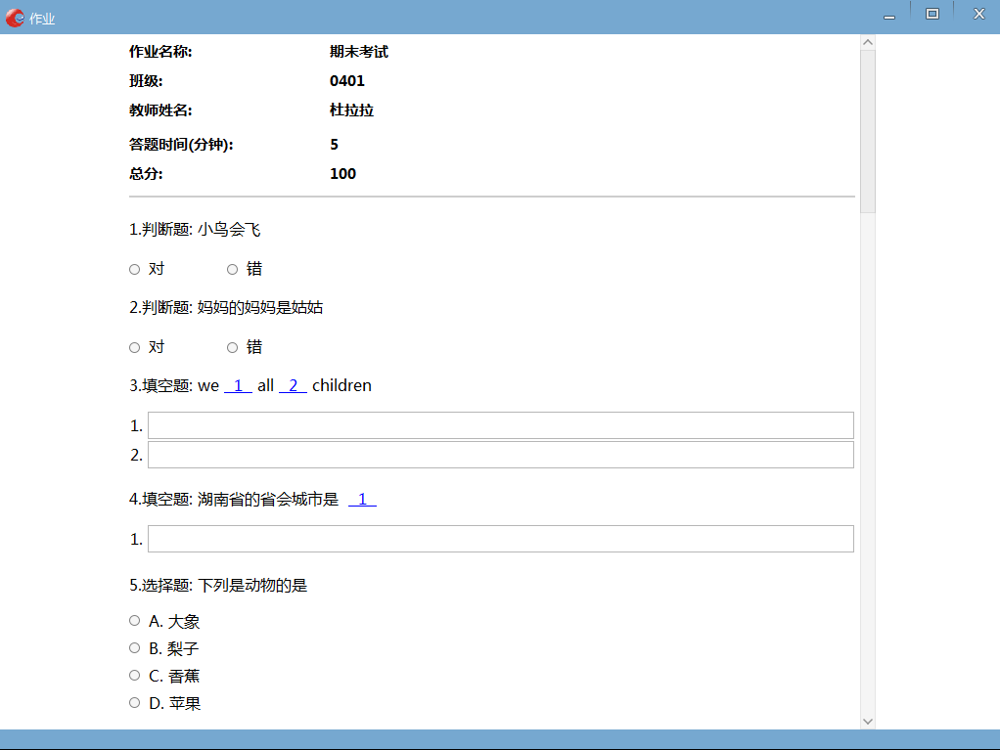 作业
作业名称: 期末考试
班级: 0401
教师姓名: 杜拉拉
答题时间(分钟): 5
总分: 100
1.判断题: 小鸟会飞
对 错
2.判断题: 妈妈的妈妈是姑姑
对 错
3.填空题: we 1 all 2 children
1.
2.
4.填空题: 湖南省的省会城市是 1
1.
5.选择题: 下列是动物的是
A. 大象
B. 梨子
C. 香蕉
D. 苹果